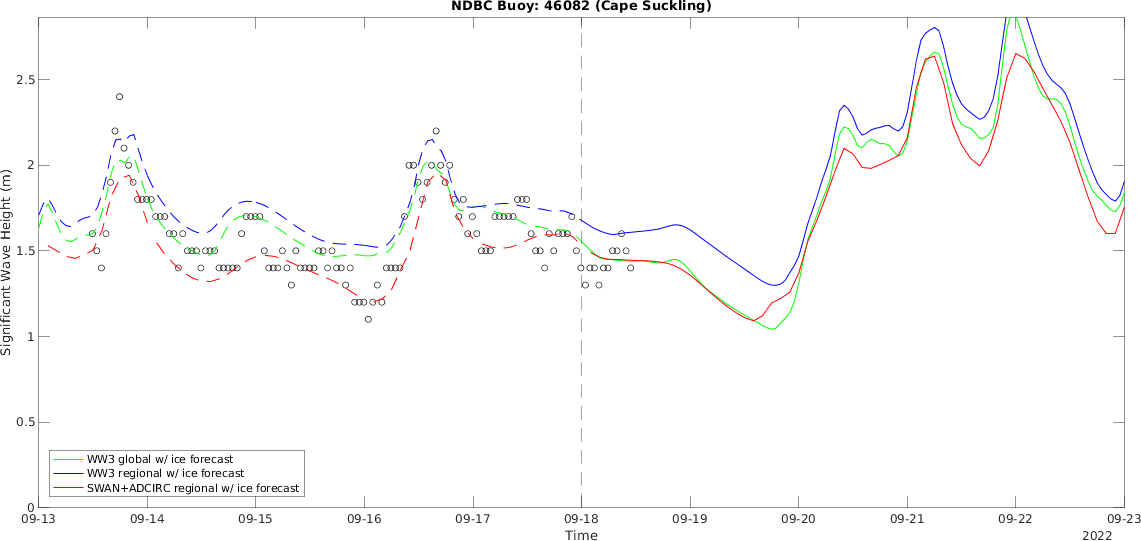 NDBC Buoy: 46082 (Cape Suckling)
Significant Wave Height (m)
2.5
2
1.5
1
0.5
0
WW3 global w/ ice forecast
WW3 regional w/ ice forecast
SWAN+ADCIRC regional w/ ice forecast
09-13 09-14 09-15 09-16 09-17 09-18 09-19 09-20 09-21 09-22 09-23
Time
2022